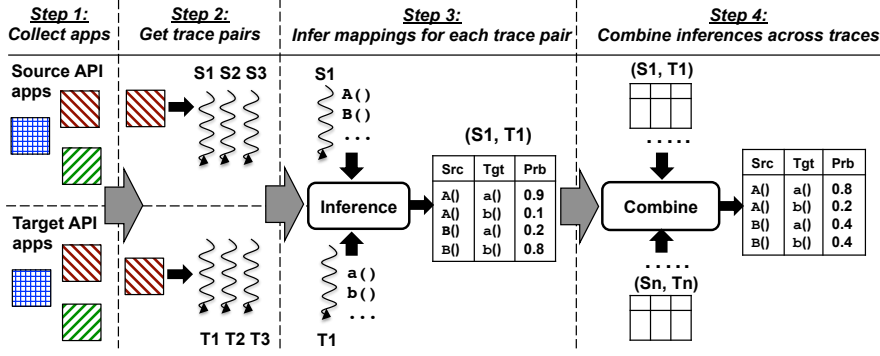 Step 1:
Collect apps
Step 2:
Get trace pairs
Step 3:
Infer mappings for each trace pair
Step 4:
Combine inferences across traces
Source API
apps
Target API
apps
S1 S2 S3
T1 T2 T3
S1
A()
B()
...
Inference
a()
b()
...
T1
(S1, T1)
Src Tgt Prb
A() a() 0.9
A() b() 0.1
B() a() 0.2
B() b() 0.8
(S1, T1)
.....
Combine
.....
(Sn, Tn)
Src Tgt Prb
A() a() 0.8
A() b() 0.2
B() a() 0.4
B() b() 0.4